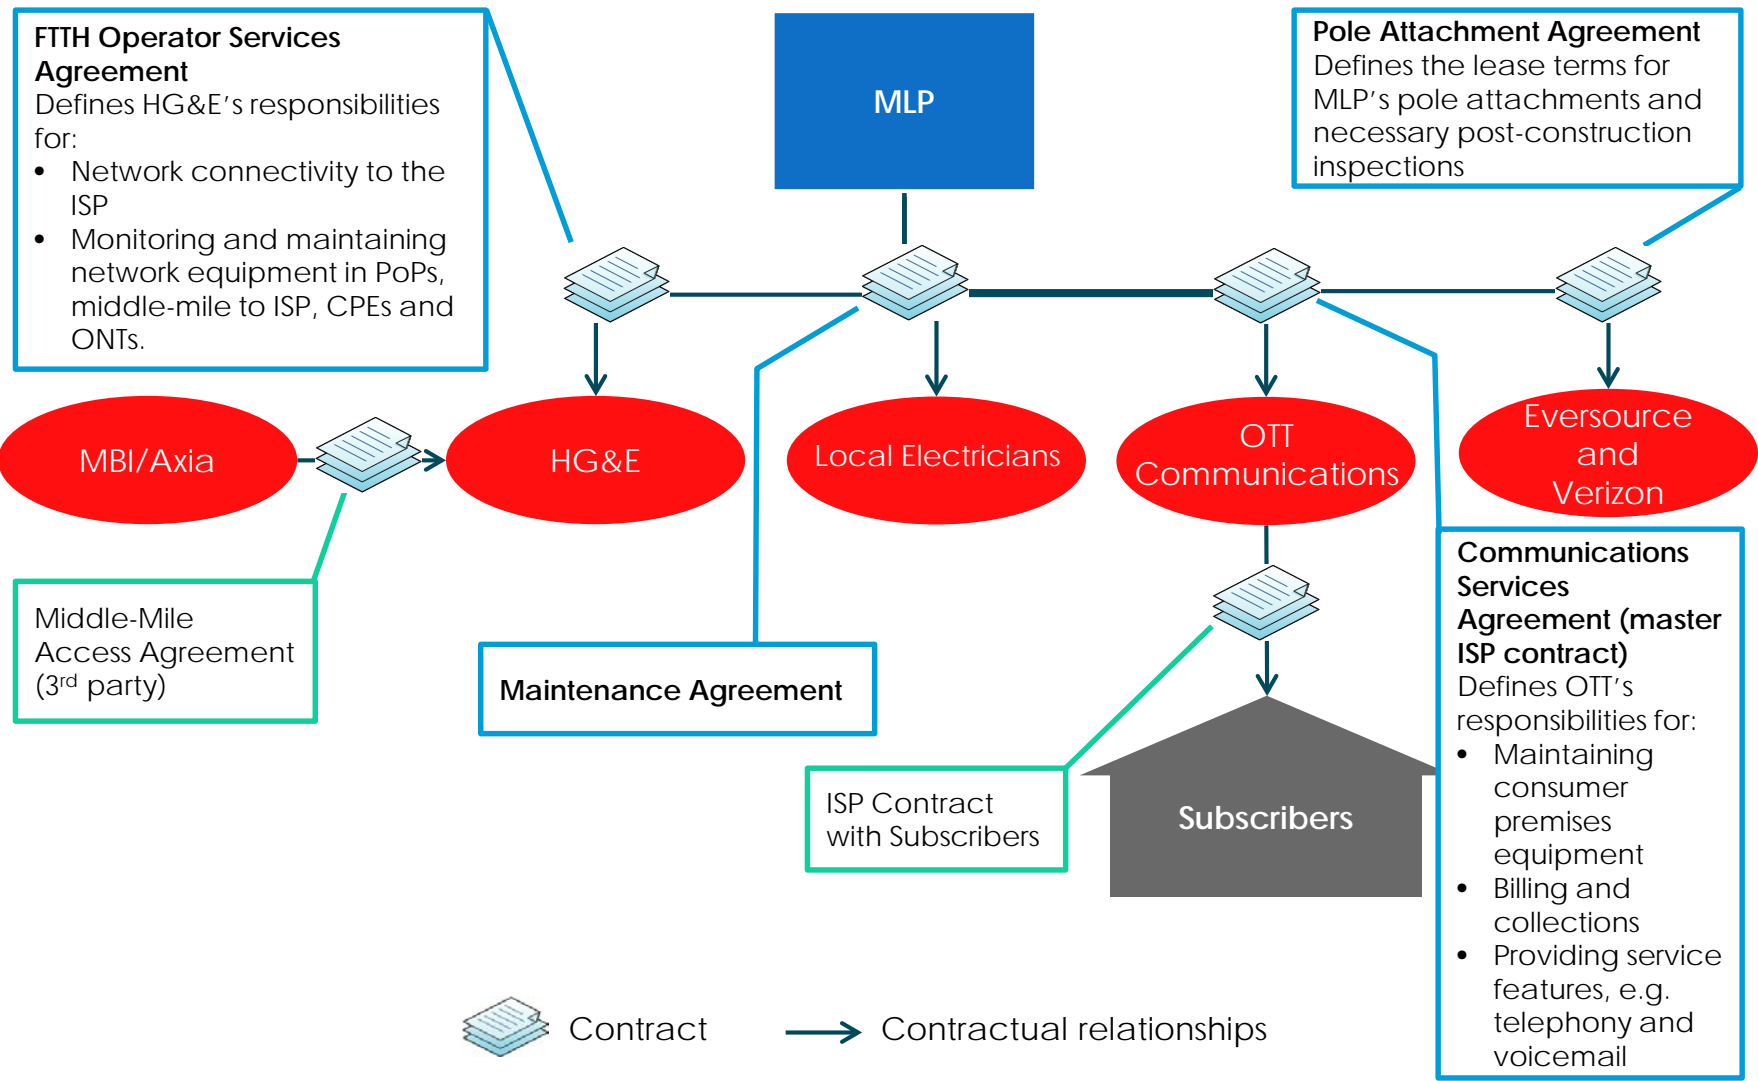 FTTH Operator Services
Agreement
Defines HG&E's responsibilities
for:
• Network connectivity to the
ISP
• Monitoring and maintaining
network equipment in PoPs,
middle-mile to ISP, CPEs and
ONTs.
MLP
Pole Attachment Agreement
Defines the lease terms for
MLP's pole attachments and
necessary post-construction
inspections
MBI/Axia
HG&E
Local Electricians
OTT
Communications
Eversource
and
Verizon
Middle-Mile
Access Agreement
(3rd party)
Maintenance Agreement
ISP Contract
with Subscribers
Subscribers
Communications
Services
Agreement (master
ISP contract)
Defines OTT's
responsibilities for:
• Maintaining
consumer
premises
equipment
• Billing and
collections
• Providing service
features, e.g.
telephony and
voicemail
Contract
Contractual relationships